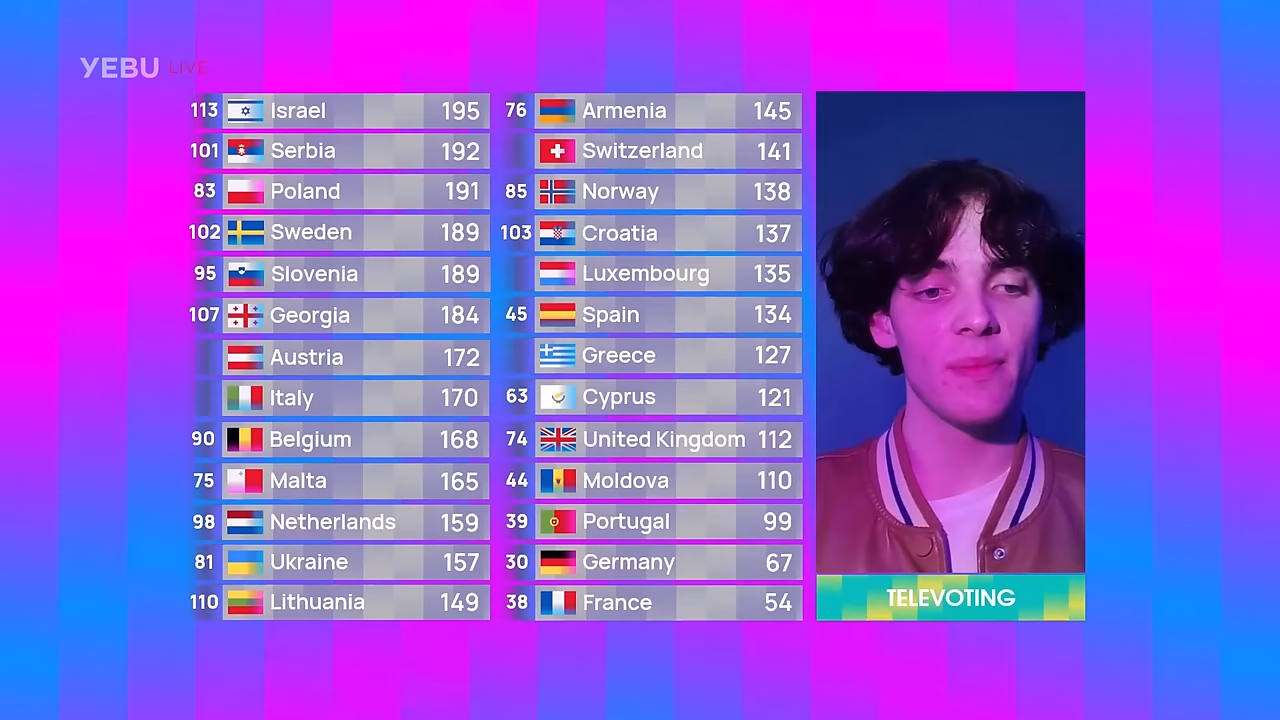 YEBU LIVE
113 Israel 195
101 Serbia 192
83 Poland 191
102 Sweden 189
95 Slovenia 189
107 Georgia 184
Austria 172
Italy 170
90 Belgium 168
75 Malta 165
98 Netherlands 159
81 Ukraine 157
110 Lithuania 149
76 Armenia 145
Switzerland 141
85 Norway 138
103 Croatia 137
Luxembourg 135
45 Spain 134
Greece 127
63 Cyprus 121
74 United Kingdom 112
44 Moldova 110
39 Portugal 99
30 Germany 67
38 France 54
TELEVOTING